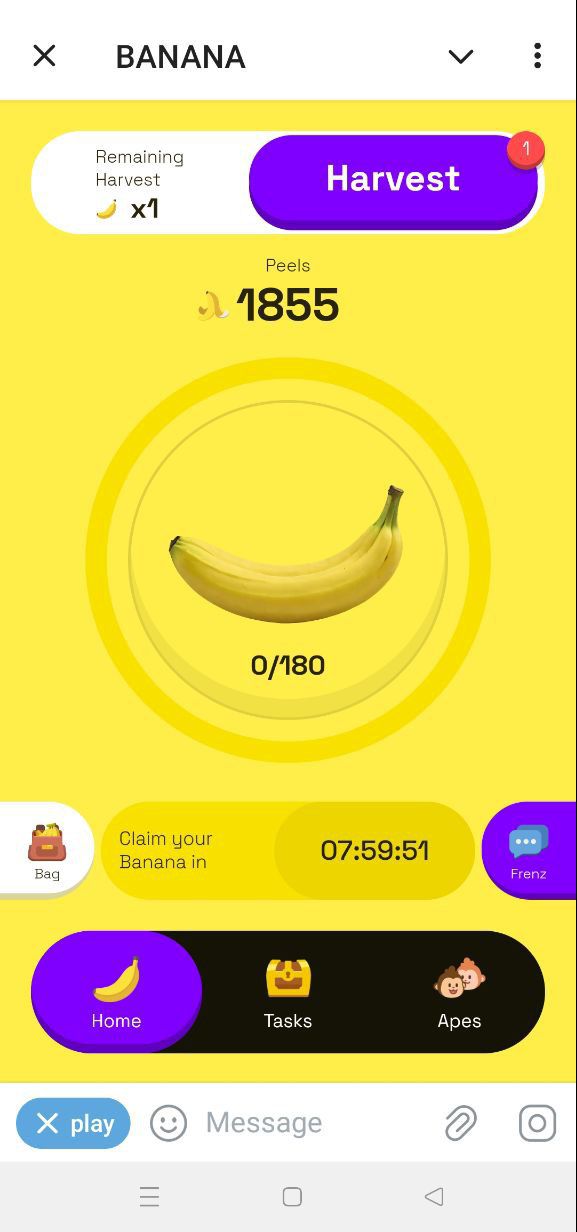 BANANA
Remaining
Harvest
x1
Harvest
1
Peels
1855
0/180
Bag
Claim your
Banana in
07:59:51
Frenz
Home
Tasks
Apes
play
Message